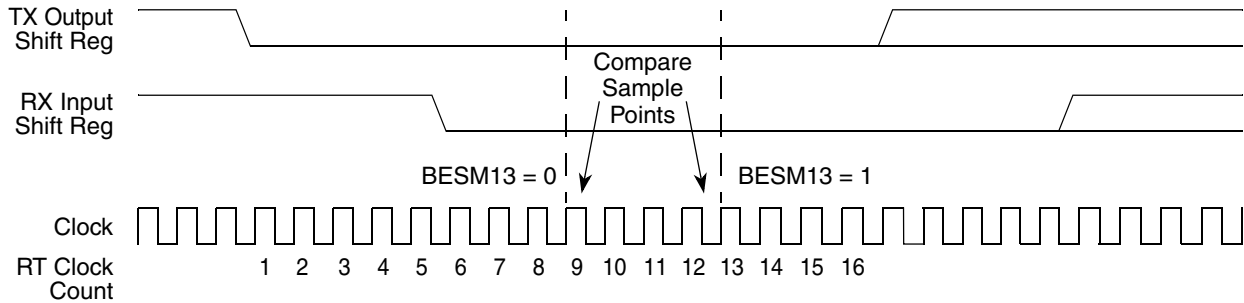 TX Output
Shift Reg
RX Input
Shift Reg
Compare
Sample
Points
BESM13 = 0
BESM13 = 1
Clock
RT Clock
Count
1 2 3 4 5 6 7 8 9 10 11 12 13 14 15 16